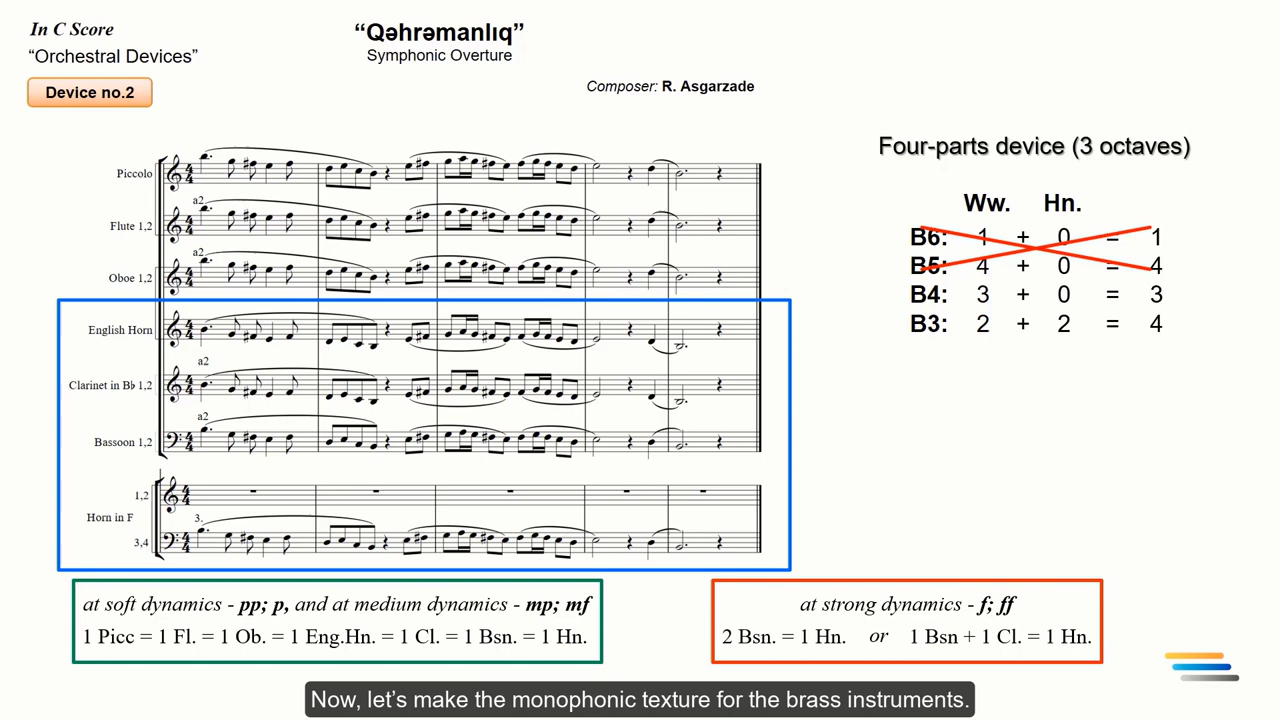 In C Score
"Orchestral Devices"
Device no.2
“Qəhrəmanlıq”
Symphonic Overture
Composer: R. Asgarzade
Piccolo
a2
Flute 1,2
a2
Oboe 1,2
English Horn
a2
Clarinet in B♭ 1,2
a2
Bassoon 1,2
1,2
Horn in F
3.
3,4
Four-parts device (3 octaves)
Ww. Hn.
B6: 1 + 0 = 1
B5: 4 + 0 = 4
B4: 3 + 0 = 3
B3: 2 + 2 = 4
at soft dynamics - pp; p, and at medium dynamics - mp; mf
1 Picc = 1 Fl. = 1 Ob. = 1 Eng.Hn. = 1 Cl. = 1 Bsn. = 1 Hn.
at strong dynamics - f; ff
2 Bsn. = 1 Hn. or 1 Bsn + 1 Cl. = 1 Hn.
Now, let’s make the monophonic texture for the brass instruments.